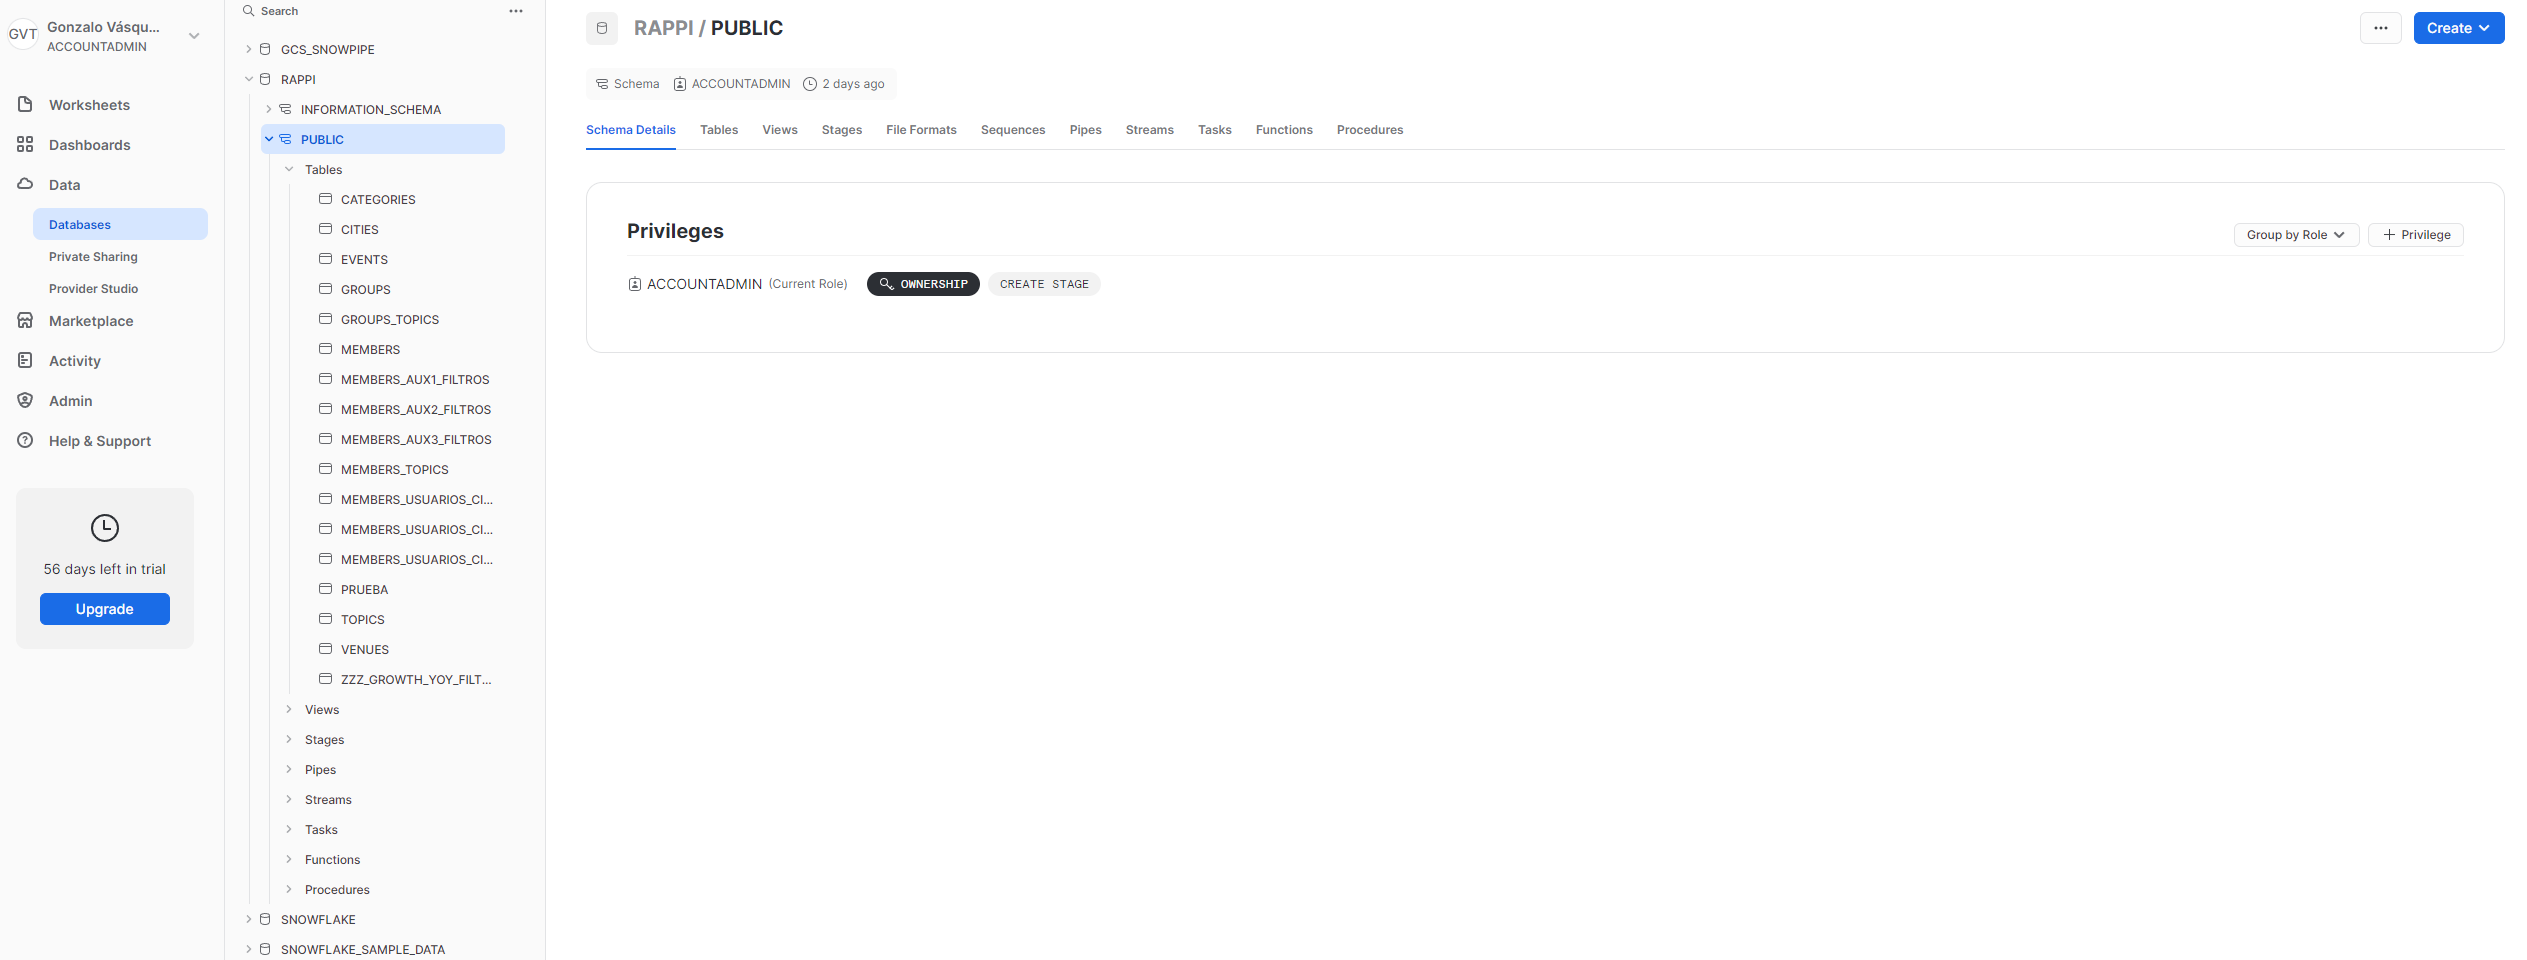 GVT
Gonzalo Vásqu...
ACCOUNTADMIN
Worksheets
Dashboards
Data
Databases
Private Sharing
Provider Studio
Marketplace
Activity
Admin
Help & Support
56 days left in trial
Upgrade
Search
GCS_SNOWPIPE
RAPPI
INFORMATION_SCHEMA
PUBLIC
Tables
CATEGORIES
CITIES
EVENTS
GROUPS
GROUPS_TOPICS
MEMBERS
MEMBERS_AUX1_FILTROS
MEMBERS_AUX2_FILTROS
MEMBERS_AUX3_FILTROS
MEMBERS_TOPICS
MEMBERS_USUARIOS_CI...
MEMBERS_USUARIOS_CI...
MEMBERS_USUARIOS_CI...
PRUEBA
TOPICS
VENUES
ZZZ_GROWTH_YOY_FILT...
Views
Stages
Pipes
Streams
Tasks
Functions
Procedures
SNOWFLAKE
SNOWFLAKE_SAMPLE_DATA
RAPPI / PUBLIC
Create
Schema ACCOUNTADMIN 2 days ago
Schema Details Tables Views Stages File Formats Sequences Pipes Streams Tasks Functions Procedures
Privileges
Group by Role + Privilege
ACCOUNTADMIN (Current Role) OWNERSHIP CREATE STAGE